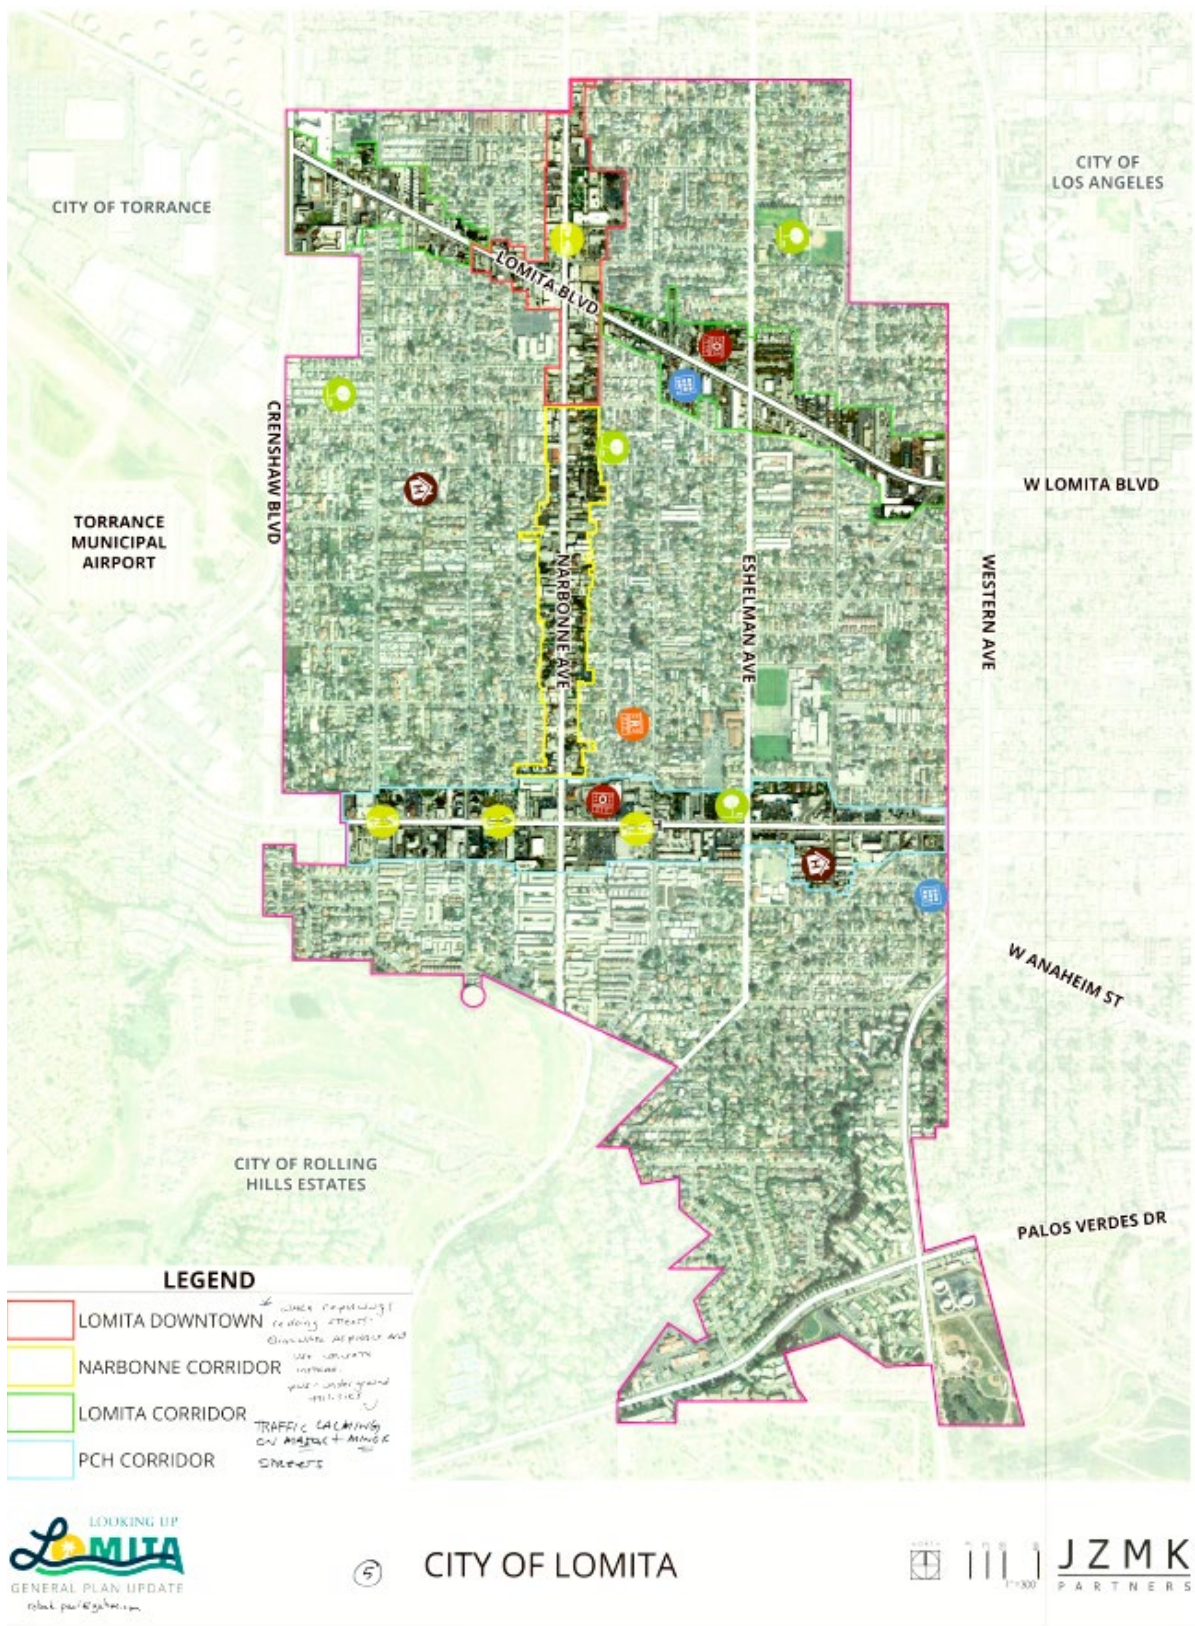 CITY OF
LOS ANGELES
CITY OF TORRANCE
LOMITA BLVD
CRENSHAW BLVD
W LOMITA BLVD
TORRANCE
MUNICIPAL
AIRPORT
NARBONNE AVE
ESHELMAN AVE
WESTERN AVE
W ANAHEIM ST
CITY OF ROLLING
HILLS ESTATES
PALOS VERDES DR
LEGEND
LOMITA DOWNTOWN
NARBONNE CORRIDOR
LOMITA CORRIDOR
PCH CORRIDOR
TRAFFIC CALMING
ON MAJOR + MINOR
STREETS
LOOKING UP
LOMITA
GENERAL PLAN UPDATE
5
CITY OF LOMITA
NORTH
1"=300'
JZMK
PARTNERS